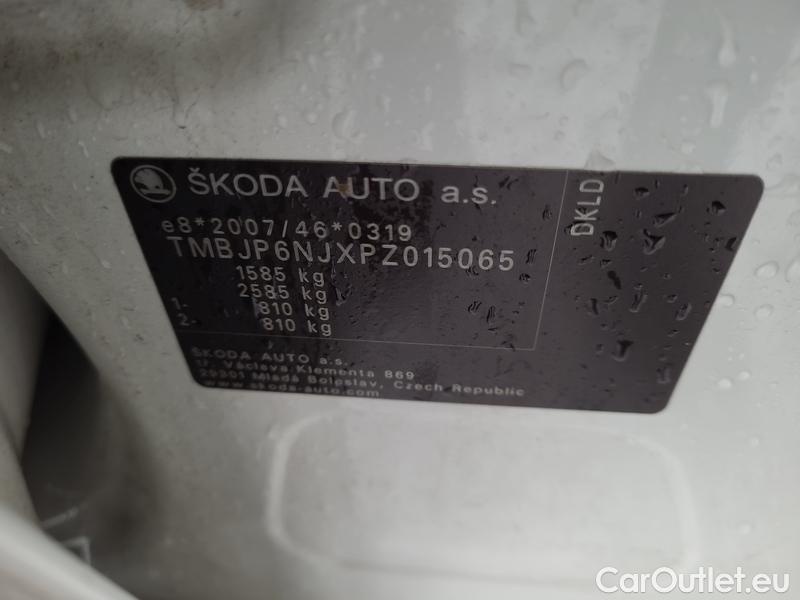 ŠKODA AUTO a.s.
DKLD
e8*2007/46*0319
TMBJP6NJXPZ015065
1585 kg
2585 kg
1- 810 kg
2- 810 kg
ŠKODA AUTO a.s.
tř. Václava Klementa 869
29301 Mladá Boleslav, Czech Republic
www.skoda-auto.com
CarOutlet.eu